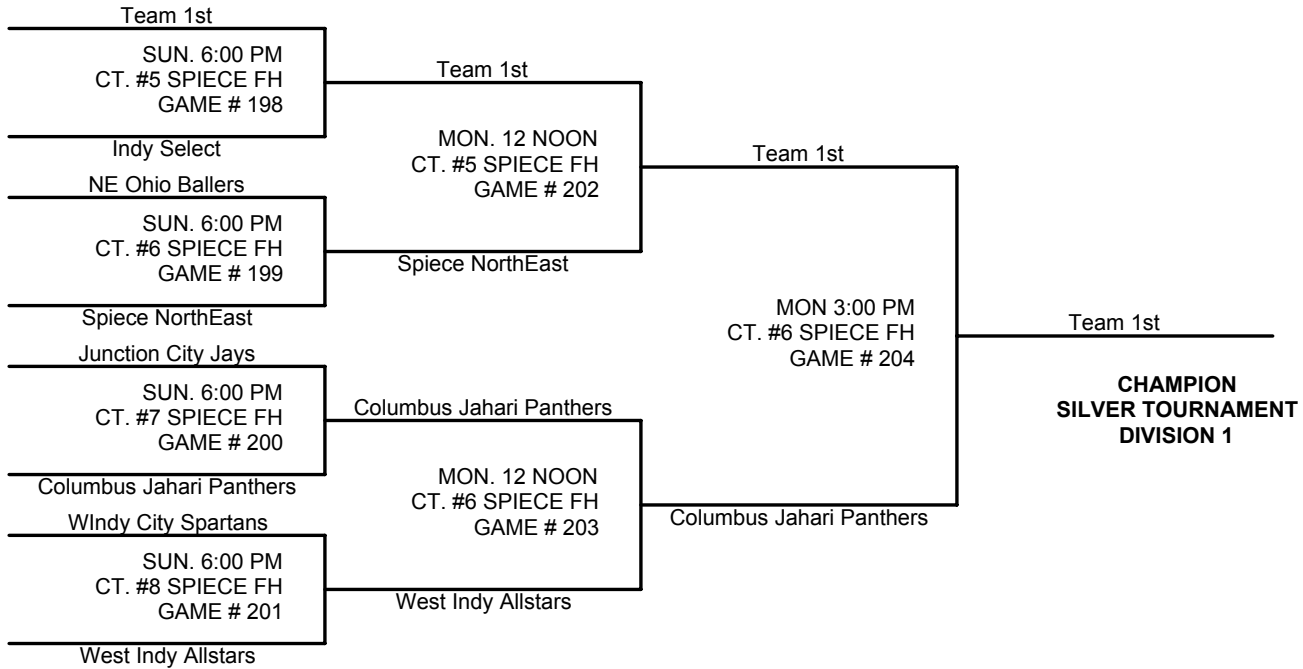 Team 1st
SUN. 6:00 PM
CT. #5 SPIECE FH
GAME # 198
Indy Select
NE Ohio Ballers
SUN. 6:00 PM
CT. #6 SPIECE FH
GAME # 199
Spiece NorthEast
Junction City Jays
SUN. 6:00 PM
CT. #7 SPIECE FH
GAME # 200
Columbus Jahari Panthers
WIndy City Spartans
SUN. 6:00 PM
CT. #8 SPIECE FH
GAME # 201
West Indy Allstars
Team 1st
MON. 12 NOON
CT. #5 SPIECE FH
GAME # 202
Spiece NorthEast
Columbus Jahari Panthers
MON. 12 NOON
CT. #6 SPIECE FH
GAME # 203
West Indy Allstars
Team 1st
MON 3:00 PM
CT. #6 SPIECE FH
GAME # 204
Columbus Jahari Panthers
Team 1st
CHAMPION
SILVER TOURNAMENT
DIVISION 1